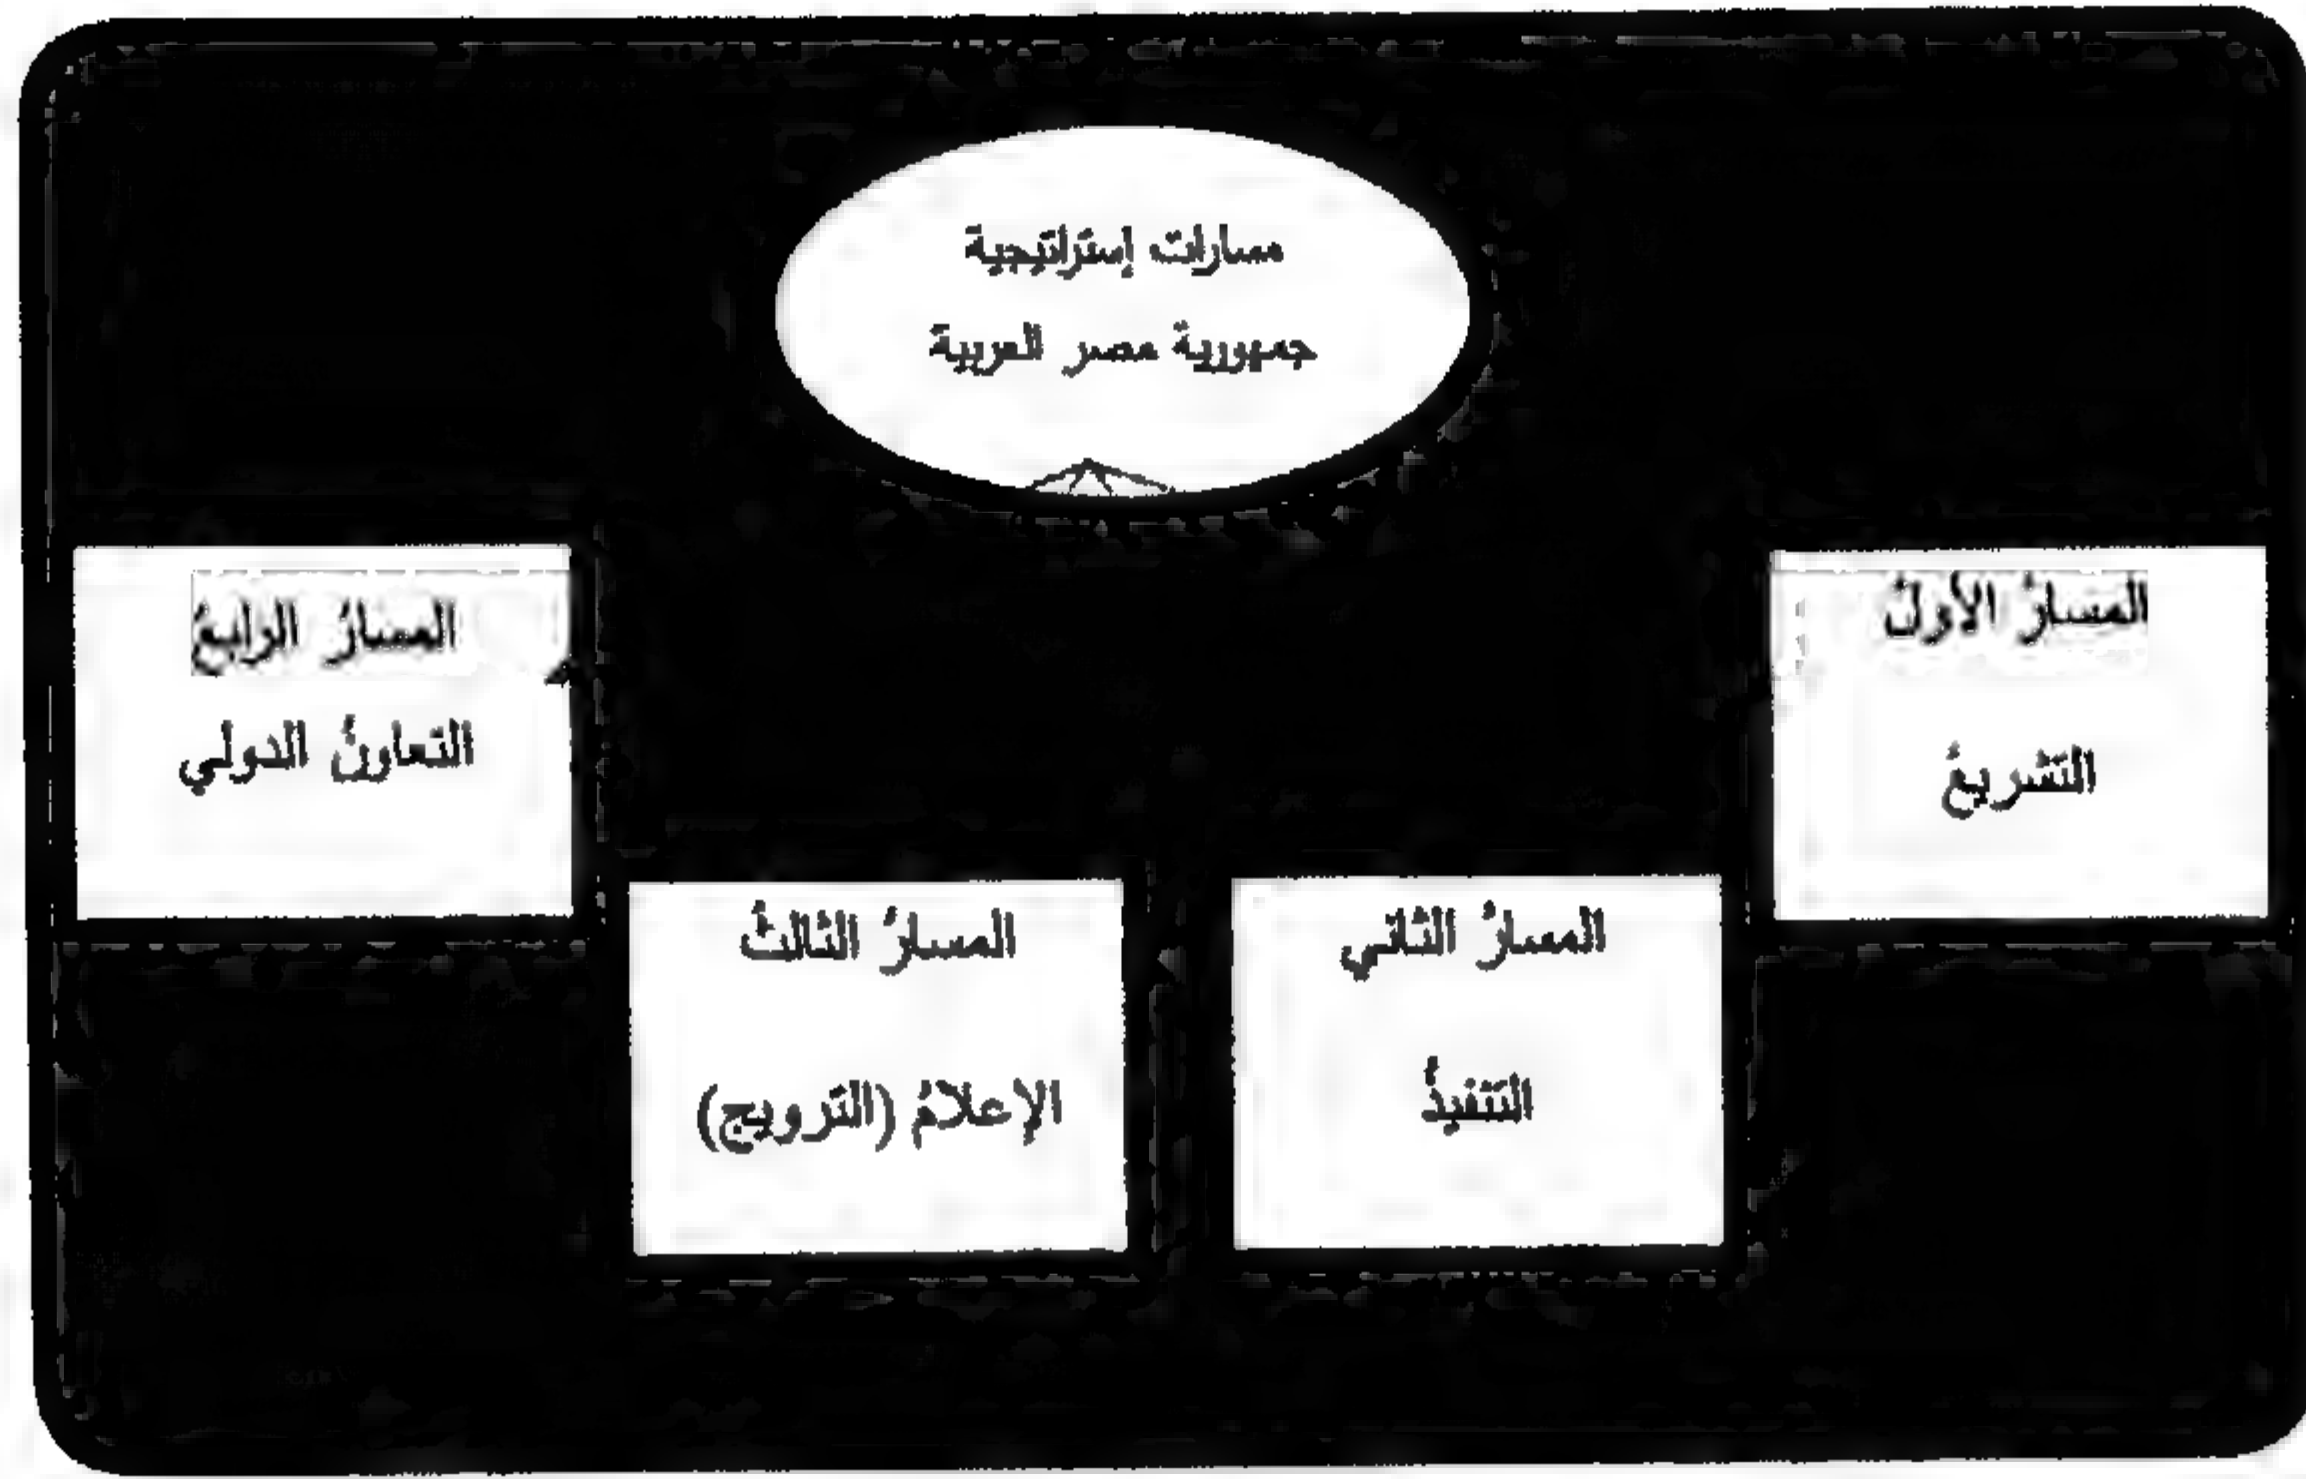 مسارات إستراتيجية
جمهورية مصر العربية
المسارُ الأولُ
التشريعُ
المسارُ الثاني
التنفيذُ
المسارُ الثالثُ
الإعلامُ (الترويج)
المسارُ الرابعُ
التعاونُ الدولي